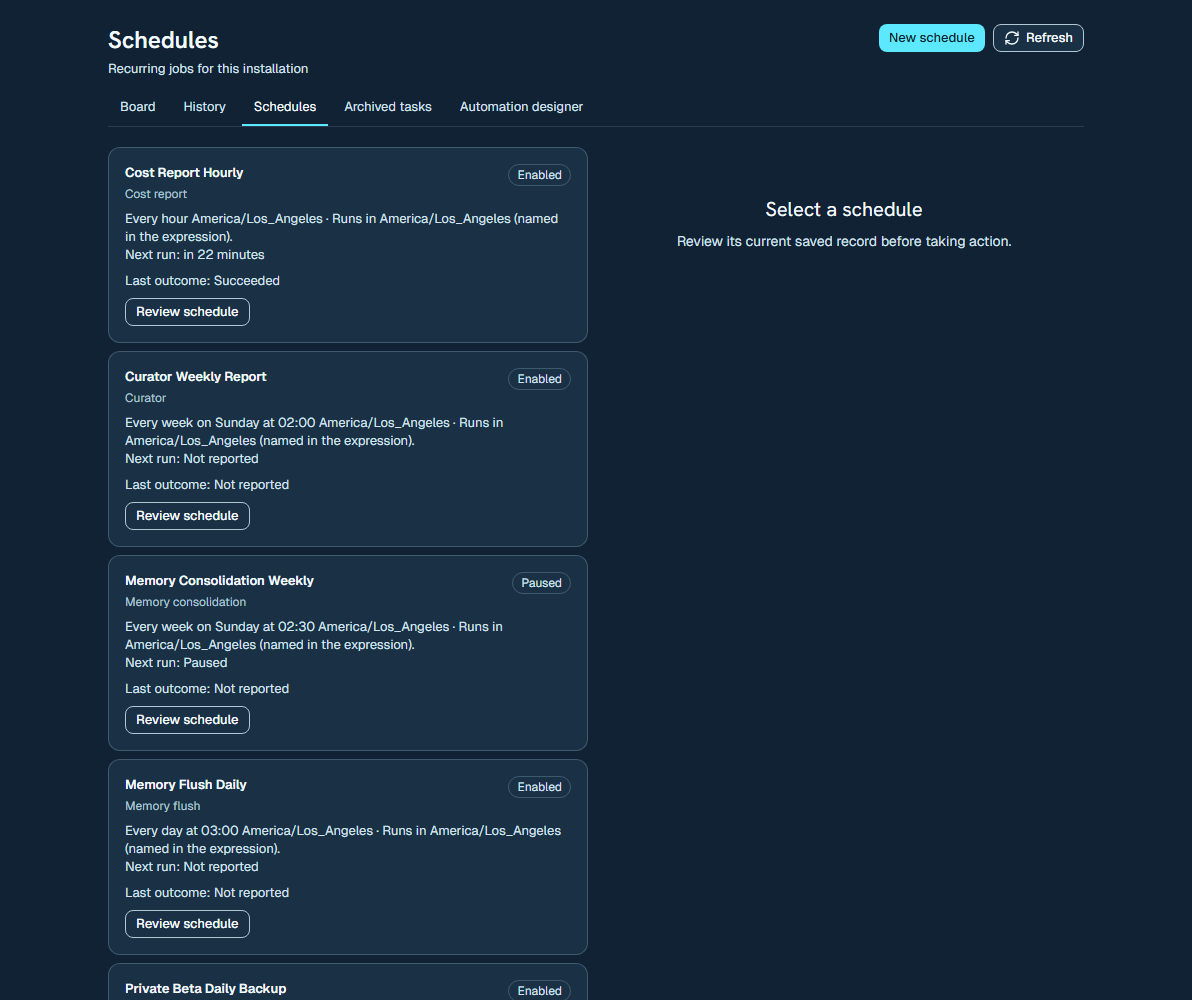 Schedules
New schedule
Refresh
Recurring jobs for this installation
Board
History
Schedules
Archived tasks
Automation designer
Cost Report Hourly
Enabled
Cost report
Every hour America/Los_Angeles · Runs in America/Los_Angeles (named
in the expression).
Next run: in 22 minutes
Last outcome: Succeeded
Review schedule
Select a schedule
Review its current saved record before taking action.
Curator Weekly Report
Enabled
Curator
Every week on Sunday at 02:00 America/Los_Angeles · Runs in
America/Los_Angeles (named in the expression).
Next run: Not reported
Last outcome: Not reported
Review schedule
Memory Consolidation Weekly
Paused
Memory consolidation
Every week on Sunday at 02:30 America/Los_Angeles · Runs in
America/Los_Angeles (named in the expression).
Next run: Paused
Last outcome: Not reported
Review schedule
Memory Flush Daily
Enabled
Memory flush
Every day at 03:00 America/Los_Angeles · Runs in America/Los_Angeles
(named in the expression).
Next run: Not reported
Last outcome: Not reported
Review schedule
Private Beta Daily Backup
Enabled